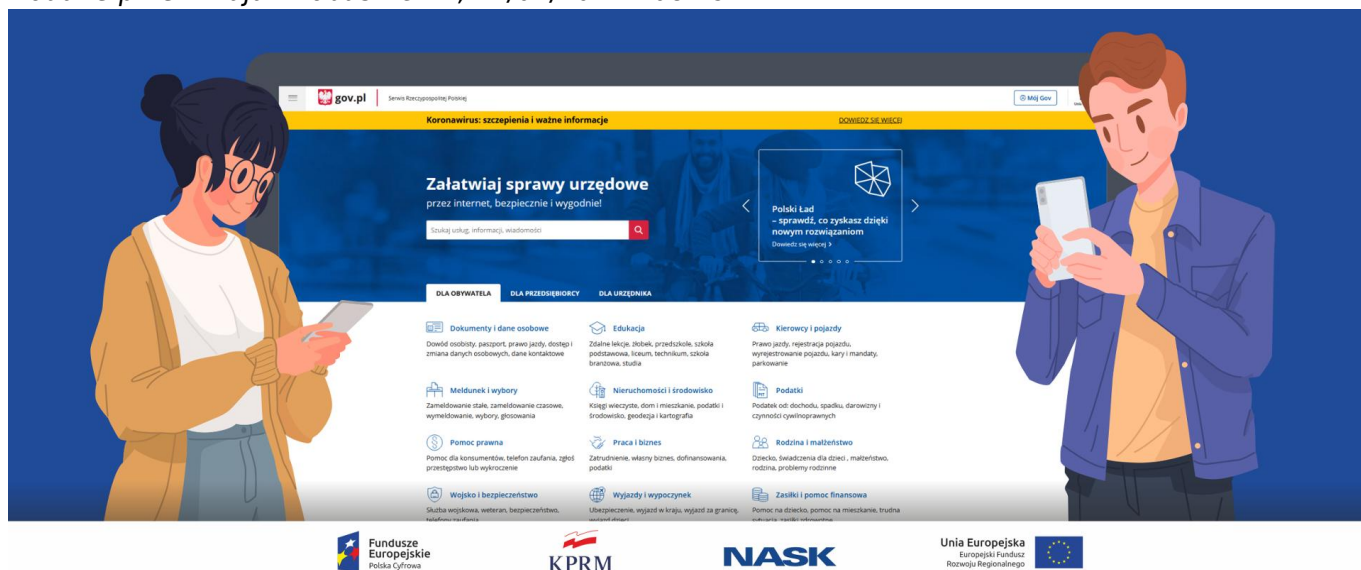 gov.pl
Serwis Rzeczypospolitej Polskiej
Mój Gov
Koronawirus: szczepienia i ważne informacje
DOWIEDZ SIĘ WIĘCEJ
Załatwiaj sprawy urzędowe
przez internet, bezpiecznie i wygodnie!
Szukaj usług, informacji, wiadomości
Polski Ład
– sprawdź, co zyskasz dzięki
nowym rozwiązaniom
Dowiedz się więcej >
DLA OBYWATELA DLA PRZEDSIĘBIORCY DLA URZĘDNIKA
Dokumenty i dane osobowe
Dowód osobisty, paszport, prawo jazdy, dostęp i
zmiana danych osobowych, dane kontaktowe
Edukacja
Zdalne lekcje, żłobek, przedszkole, szkoła
podstawowa, liceum, technikum, szkoła
branżowa, studia
Kierowcy i pojazdy
Prawo jazdy, rejestracja pojazdu,
wyrejestrowanie pojazdu, kary i mandaty,
parkowanie
Meldunek i wybory
Zameldowanie stałe, zameldowanie czasowe,
wymeldowanie, wybory, głosowania
Nieruchomości i środowisko
Księgi wieczyste, dom i mieszkanie, podatki i
środowisko, geodezja i kartografia
Podatki
Podatek od: dochodu, spadku, darowizny i
czynności cywilnoprawnych
Pomoc prawna
Pomoc dla konsumentów, telefon zaufania, zgłoś
przestępstwo lub wykroczenie
Praca i biznes
Zatrudnienie, własny biznes, dofinansowania,
podatki
Rodzina i małżeństwo
Dziecko, świadczenia dla dzieci , małżeństwo,
rodzina, problemy rodzinne
Wojsko i bezpieczeństwo
Służba wojskowa, weteran, bezpieczeństwo,
telefony zaufania
Wyjazdy i wypoczynek
Ubezpieczenie, wyjazd w kraju, wyjazd za granicę,
wyjazd dzieci
Zasiłki i pomoc finansowa
Pomoc na dziecko, pomoc na mieszkanie, trudna
sytuacja, zasiłki zdrowotne
Fundusze
Europejskie
Polska Cyfrowa
KPRM
NASK
Unia Europejska
Europejski Fundusz
Rozwoju Regionalnego